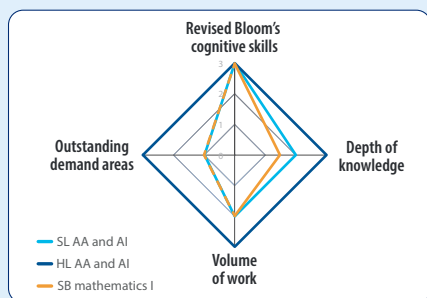 Revised Bloom's
cognitive skills
3
2
1
0
Outstanding
demand areas
Depth of
knowledge
SL AA and AI
HL AA and AI
SB mathematics I
Volume
of work